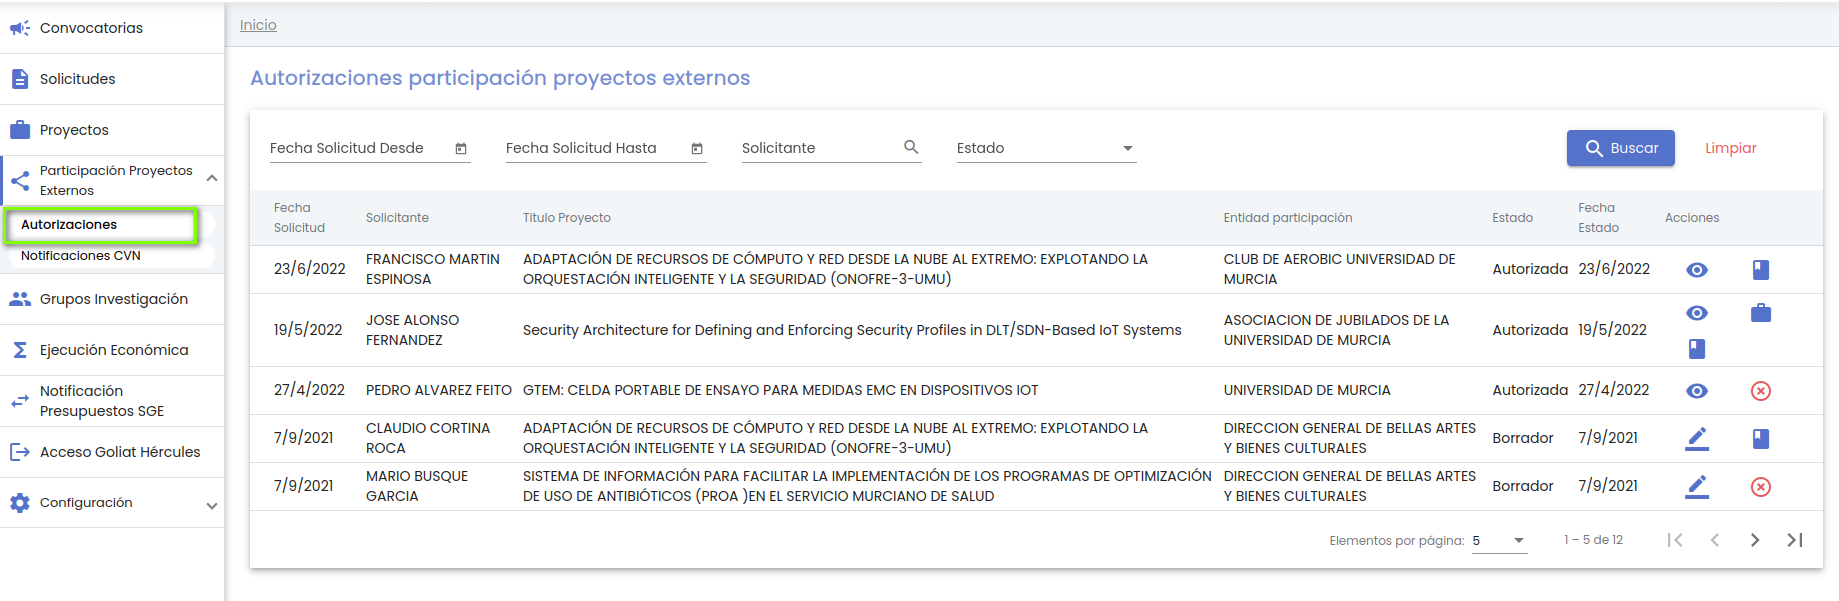 Convocatorias
Solicitudes
Proyectos
Participación Proyectos
Externos
Autorizaciones
Notificaciones CVN
Grupos Investigación
Ejecución Económica
Notificación
Presupuestos SGE
Acceso Goliat Hércules
Configuración
Inicio
Autorizaciones participación proyectos externos
Fecha Solicitud Desde
Fecha Solicitud Hasta
Solicitante
Estado
Buscar
Limpiar
Fecha
Solicitud
Solicitante
Titulo Proyecto
Entidad participación
Estado
Fecha
Estado
Acciones
23/6/2022
FRANCISCO MARTIN
ESPINOSA
ADAPTACIÓN DE RECURSOS DE CÓMPUTO Y RED DESDE LA NUBE AL EXTREMO: EXPLOTANDO LA
ORQUESTACIÓN INTELIGENTE Y LA SEGURIDAD (ONOFRE-3-UMU)
CLUB DE AEROBIC UNIVERSIDAD DE
MURCIA
Autorizada
23/6/2022
19/5/2022
JOSE ALONSO
FERNANDEZ
Security Architecture for Defining and Enforcing Security Profiles in DLT/SDN-Based IoT Systems
ASOCIACION DE JUBILADOS DE LA
UNIVERSIDAD DE MURCIA
Autorizada
19/5/2022
27/4/2022
PEDRO ALVAREZ FEITO
GTEM: CELDA PORTABLE DE ENSAYO PARA MEDIDAS EMC EN DISPOSITIVOS IOT
UNIVERSIDAD DE MURCIA
Autorizada
27/4/2022
7/9/2021
CLAUDIO CORTINA
ROCA
ADAPTACIÓN DE RECURSOS DE CÓMPUTO Y RED DESDE LA NUBE AL EXTREMO: EXPLOTANDO LA
ORQUESTACIÓN INTELIGENTE Y LA SEGURIDAD (ONOFRE-3-UMU)
DIRECCION GENERAL DE BELLAS ARTES
Y BIENES CULTURALES
Borrador
7/9/2021
7/9/2021
MARIO BUSQUE
GARCIA
SISTEMA DE INFORMACIÓN PARA FACILITAR LA IMPLEMENTACIÓN DE LOS PROGRAMAS DE OPTIMIZACIÓN
DE USO DE ANTIBIÓTICOS (PROA )EN EL SERVICIO MURCIANO DE SALUD
DIRECCION GENERAL DE BELLAS ARTES
Y BIENES CULTURALES
Borrador
7/9/2021
Elementos por página: 5
1 – 5 de 12